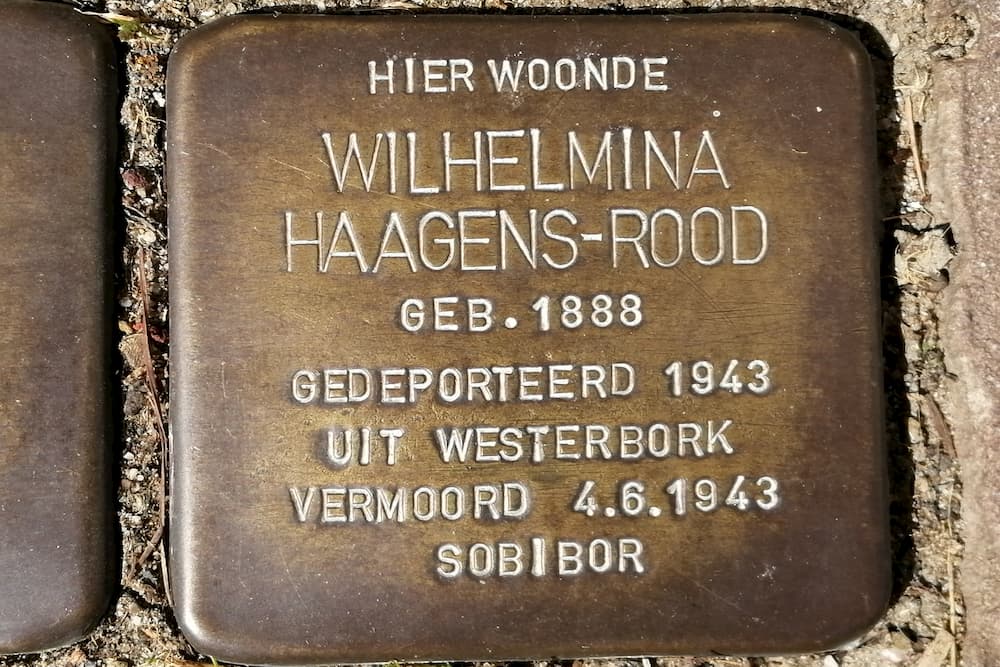 HIER WOONDE
WILHELMINA
HAAGENS-ROOD
GEB. 1888
GEDEPORTEERD 1943
UIT WESTERBORK
VERMOORD 4.6.1943
SOBIBOR